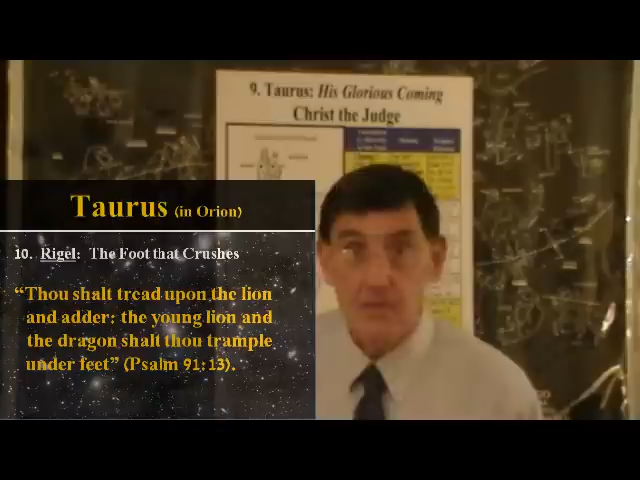 9. Taurus: His Glorious Coming
Christ the Judge
Taurus (in Orion)
10. Rigel: The Foot that Crushes
“Thou shalt tread upon the lion
and adder: the young lion and
the dragon shalt thou trample
under feet” (Psalm 91:13).